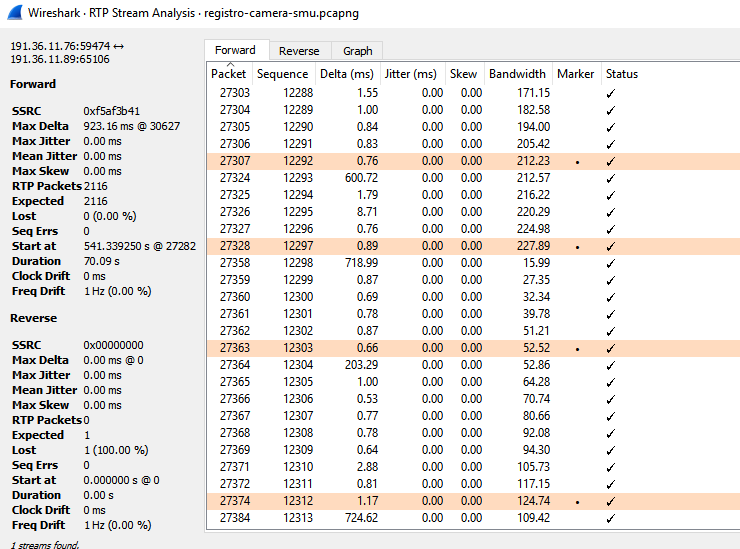 Wireshark · RTP Stream Analysis · registro-camera-smu.pcapng
191.36.11.76:59474 ↔
191.36.11.89:65106
Forward
SSRC 0xf5af3b41
Max Delta 923.16 ms @ 30627
Max Jitter 0.00 ms
Mean Jitter 0.00 ms
Max Skew 0.00 ms
RTP Packets 2116
Expected 2116
Lost 0 (0.00 %)
Seq Errs 0
Start at 541.339250 s @ 27282
Duration 70.09 s
Clock Drift 0 ms
Freq Drift 1 Hz (0.00 %)
Reverse
SSRC 0x00000000
Max Delta 0.00 ms @ 0
Max Jitter 0.00 ms
Mean Jitter 0.00 ms
Max Skew 0.00 ms
RTP Packets 0
Expected 1
Lost 1 (100.00 %)
Seq Errs 0
Start at 0.000000 s @ 0
Duration 0.00 s
Clock Drift 0 ms
Freq Drift 1 Hz (0.00 %)
1 streams found.
Forward Reverse Graph
Packet Sequence Delta (ms) Jitter (ms) Skew Bandwidth Marker Status
27303 12288 1.55 0.00 0.00 171.15 ✓
27304 12289 1.00 0.00 0.00 182.58 ✓
27305 12290 0.84 0.00 0.00 194.00 ✓
27306 12291 0.83 0.00 0.00 205.42 ✓
27307 12292 0.76 0.00 0.00 212.23 • ✓
27324 12293 600.72 0.00 0.00 212.57 ✓
27325 12294 1.79 0.00 0.00 216.22 ✓
27326 12295 8.71 0.00 0.00 220.29 ✓
27327 12296 0.76 0.00 0.00 224.98 ✓
27328 12297 0.89 0.00 0.00 227.89 • ✓
27358 12298 718.99 0.00 0.00 15.99 ✓
27359 12299 0.87 0.00 0.00 27.35 ✓
27360 12300 0.69 0.00 0.00 32.34 ✓
27361 12301 0.78 0.00 0.00 39.78 ✓
27362 12302 0.87 0.00 0.00 51.21 ✓
27363 12303 0.66 0.00 0.00 52.52 • ✓
27364 12304 203.29 0.00 0.00 52.86 ✓
27365 12305 1.00 0.00 0.00 64.28 ✓
27366 12306 0.53 0.00 0.00 70.74 ✓
27367 12307 0.77 0.00 0.00 80.66 ✓
27368 12308 0.78 0.00 0.00 92.08 ✓
27369 12309 0.64 0.00 0.00 94.30 ✓
27371 12310 2.88 0.00 0.00 105.73 ✓
27372 12311 0.81 0.00 0.00 117.15 ✓
27374 12312 1.17 0.00 0.00 124.74 • ✓
27384 12313 724.62 0.00 0.00 109.42 ✓